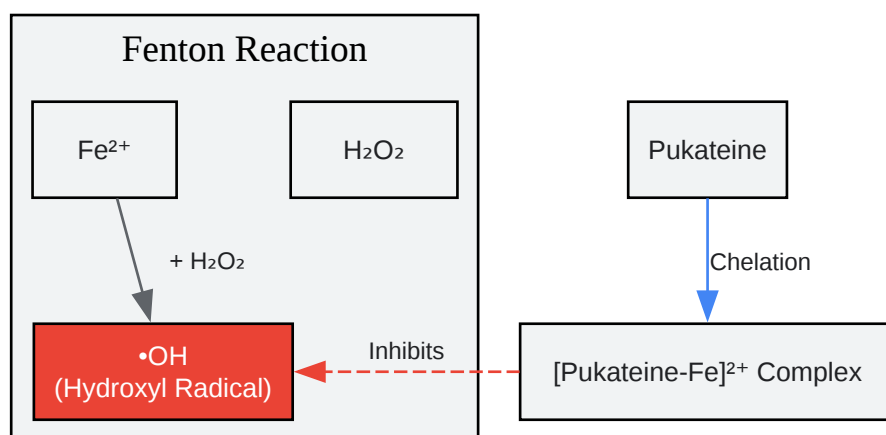 Fenton Reaction
Fe²⁺
H₂O₂
Pukateine
+ H₂O₂
Chelation
•OH
(Hydroxyl Radical)
Inhibits
[Pukateine-Fe]²⁺ Complex